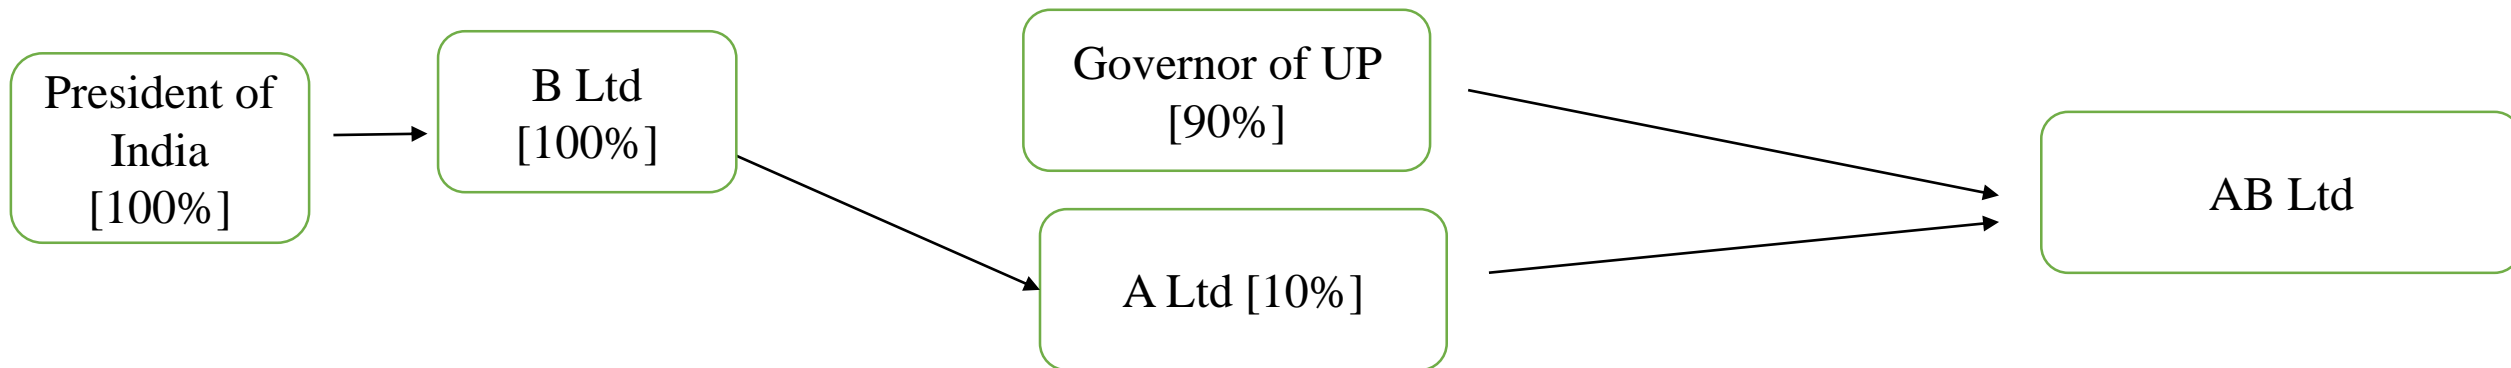 President of
India
[100%]
B Ltd
[100%]
Governor of UP
[90%]
A Ltd [10%]
AB Ltd